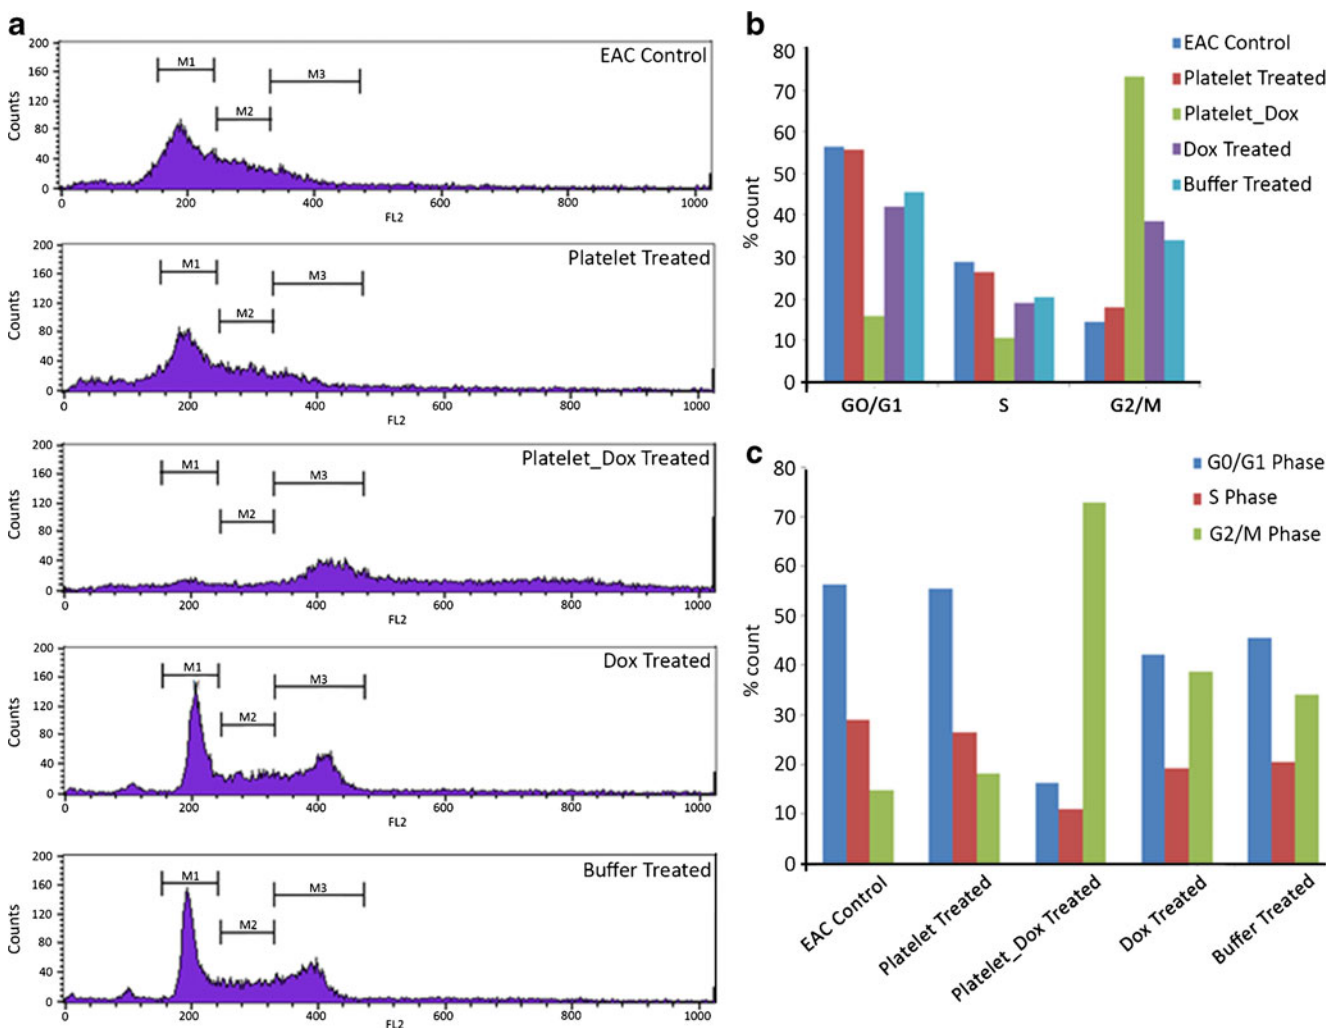 a
EAC Control
Counts
200
160
120
80
40
0
M1
M2
M3
0 200 400 600 800 1000
FL2
Platelet Treated
Counts
200
160
120
80
40
0
M1
M2
M3
0 200 400 600 800 1000
FL2
Platelet_Dox Treated
Counts
200
160
120
80
40
0
M1
M2
M3
0 200 400 600 800 1000
FL2
Dox Treated
Counts
200
160
120
80
40
0
M1
M2
M3
0 200 400 600 800 1000
FL2
Buffer Treated
Counts
200
160
120
80
40
0
M1
M2
M3
0 200 400 600 800 1000
FL2
b
80
70
60
50
40
30
20
10
0
% count
EAC Control
Platelet Treated
Platelet_Dox
Dox Treated
Buffer Treated
GO/G1 S G2/M
c
80
70
60
50
40
30
20
10
0
% count
G0/G1 Phase
S Phase
G2/M Phase
EAC Control
Platelet Treated
Platelet_Dox Treated
Dox Treated
Buffer Treated